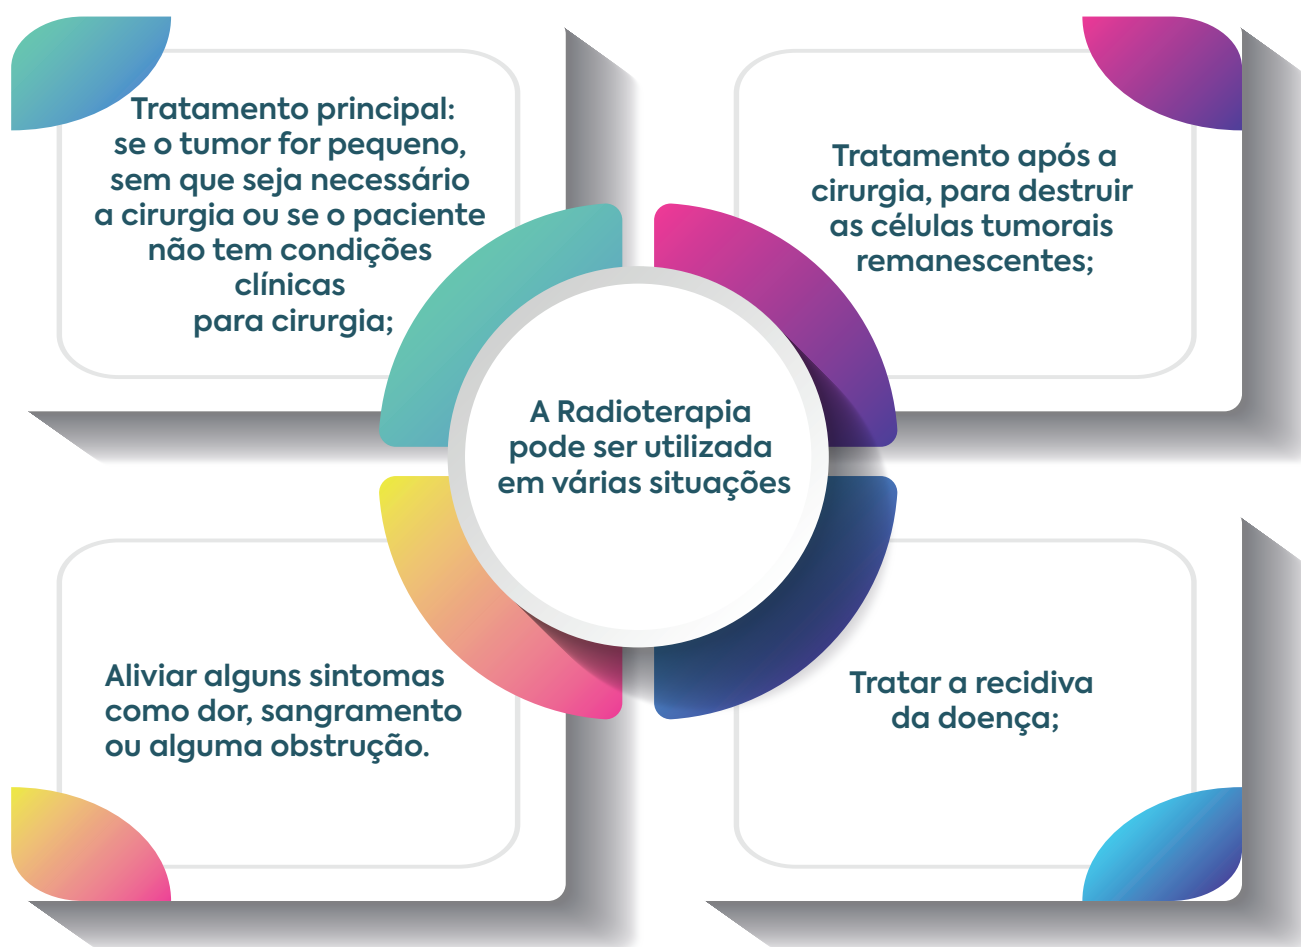 Tratamento principal:
se o tumor for pequeno,
sem que seja necessário
a cirurgia ou se o paciente
não tem condições
clínicas
para cirurgia;
Tratamento após a
cirurgia, para destruir
as células tumorais
remanescentes;
A Radioterapia
pode ser utilizada
em várias situações
Aliviar alguns sintomas
como dor, sangramento
ou alguma obstrução.
Tratar a recidiva
da doença;